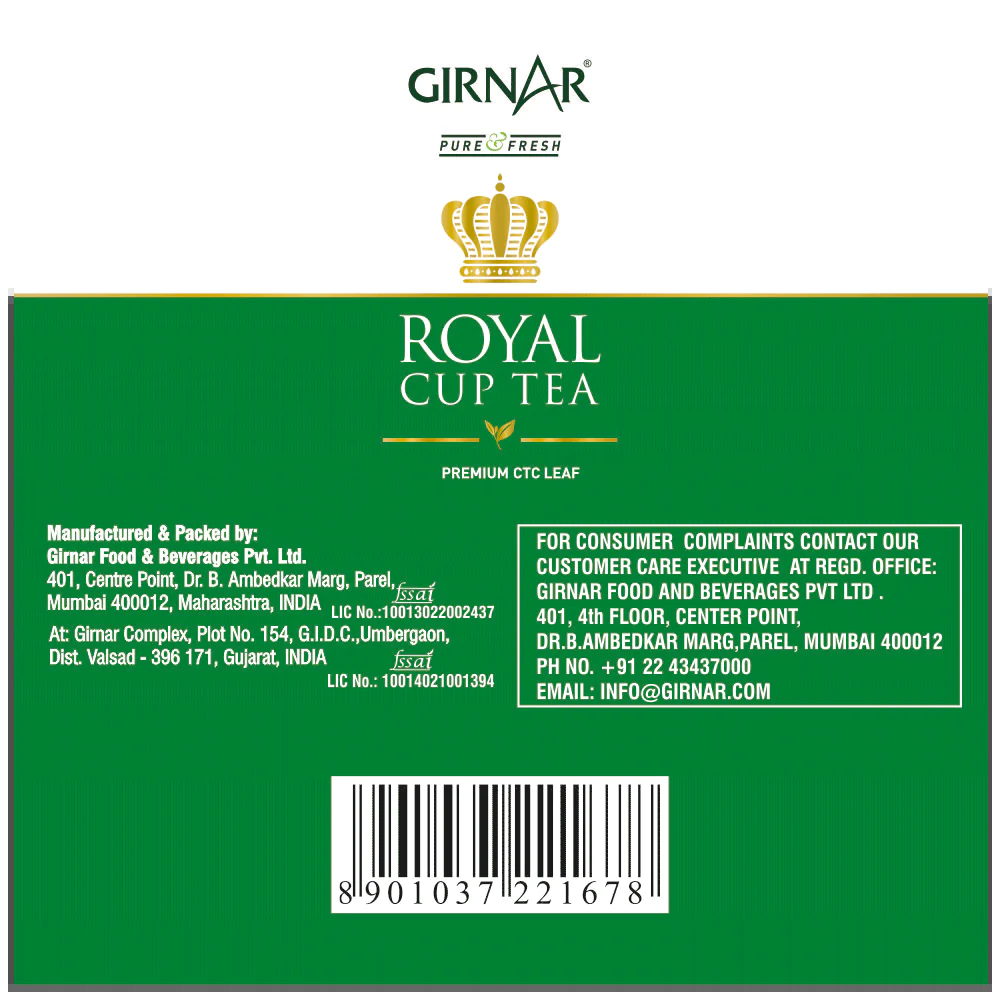 GIRNAR®
PURE & FRESH
ROYAL
CUP TEA
PREMIUM CTC LEAF
Manufactured & Packed by:
Girnar Food & Beverages Pvt. Ltd.
401, Centre Point, Dr. B. Ambedkar Marg, Parel,
Mumbai 400012, Maharashtra, INDIA
fssai
LIC No.:10013022002437
At: Girnar Complex, Plot No. 154, G.I.D.C.,Umbergaon,
Dist. Valsad - 396 171, Gujarat, INDIA
fssai
LIC No.: 10014021001394
FOR CONSUMER COMPLAINTS CONTACT OUR
CUSTOMER CARE EXECUTIVE AT REGD. OFFICE:
GIRNAR FOOD AND BEVERAGES PVT LTD .
401, 4th FLOOR, CENTER POINT,
DR.B.AMBEDKAR MARG,PAREL, MUMBAI 400012
PH NO. +91 22 43437000
EMAIL: INFO@GIRNAR.COM
8 901037 221678